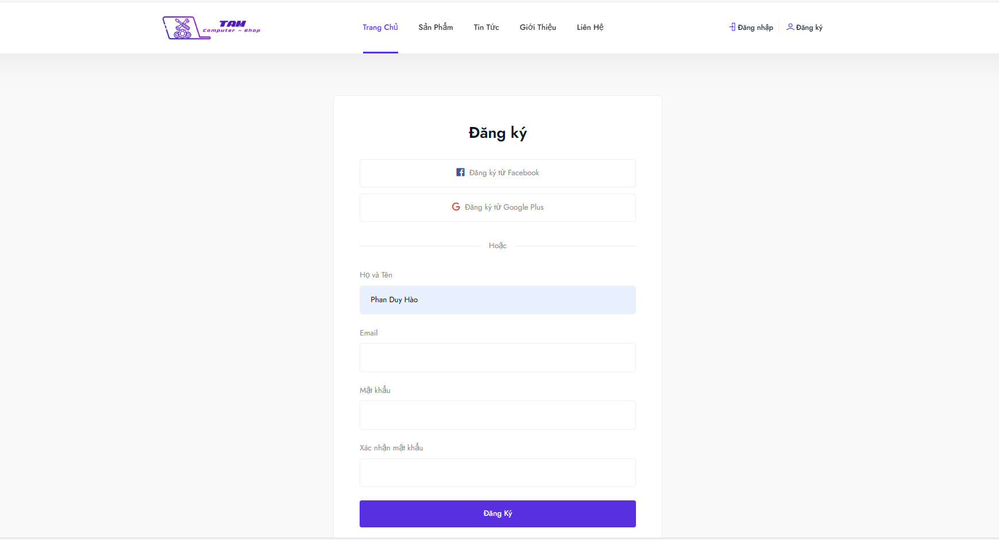 TAM
Computer - Shop
Trang Chủ
Sản Phẩm
Tin Tức
Giới Thiệu
Liên Hệ
Đăng nhập
Đăng ký
Đăng ký
Đăng ký từ Facebook
Đăng ký từ Google Plus
Hoặc
Họ và Tên
Phan Duy Hào
Email
Mật khẩu
Xác nhận mật khẩu
Đăng Ký